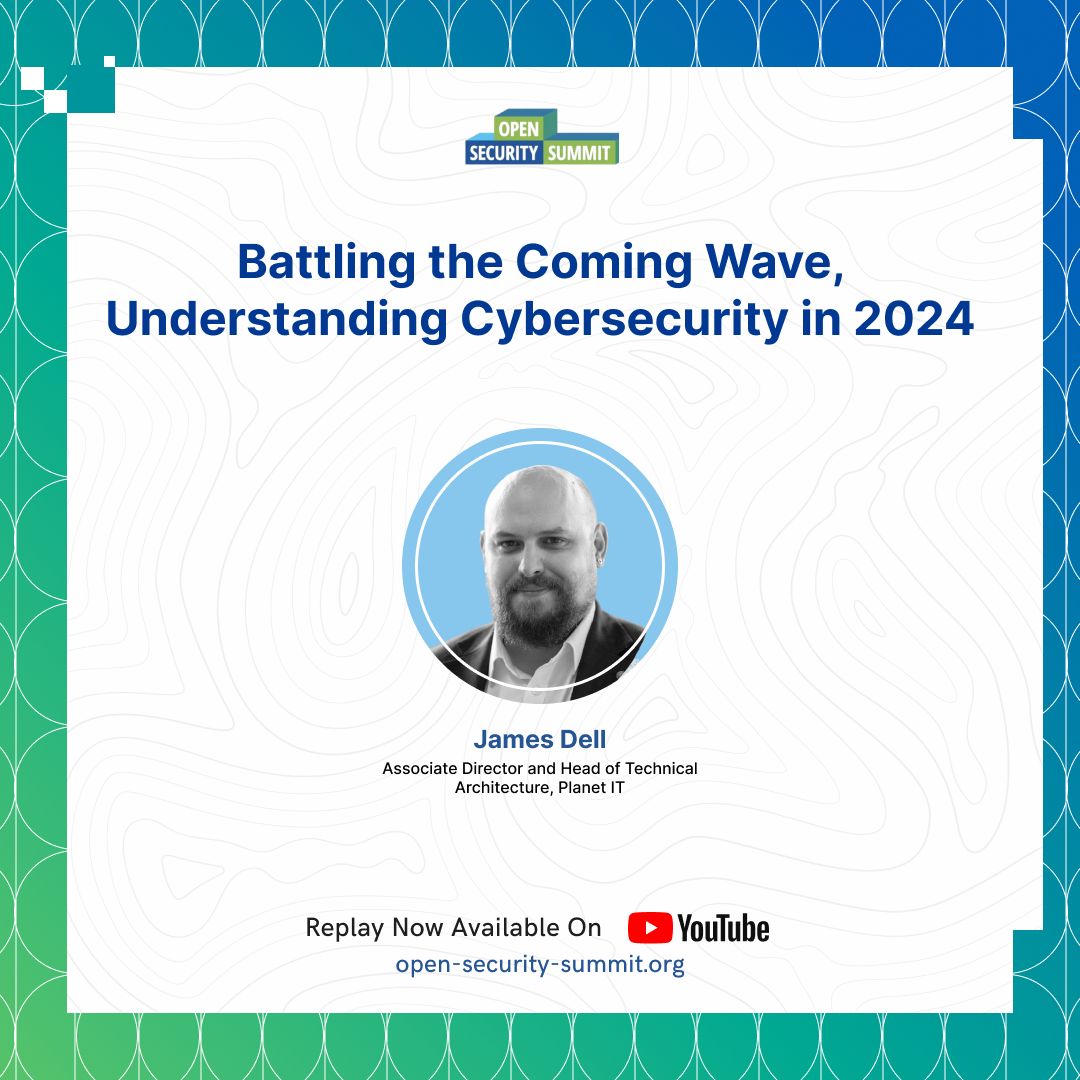 OPEN
SECURITY SUMMIT
Battling the Coming Wave,
Understanding Cybersecurity in 2024
James Dell
Associate Director and Head of Technical
Architecture, Planet IT
Replay Now Available On YouTube
open-security-summit.org